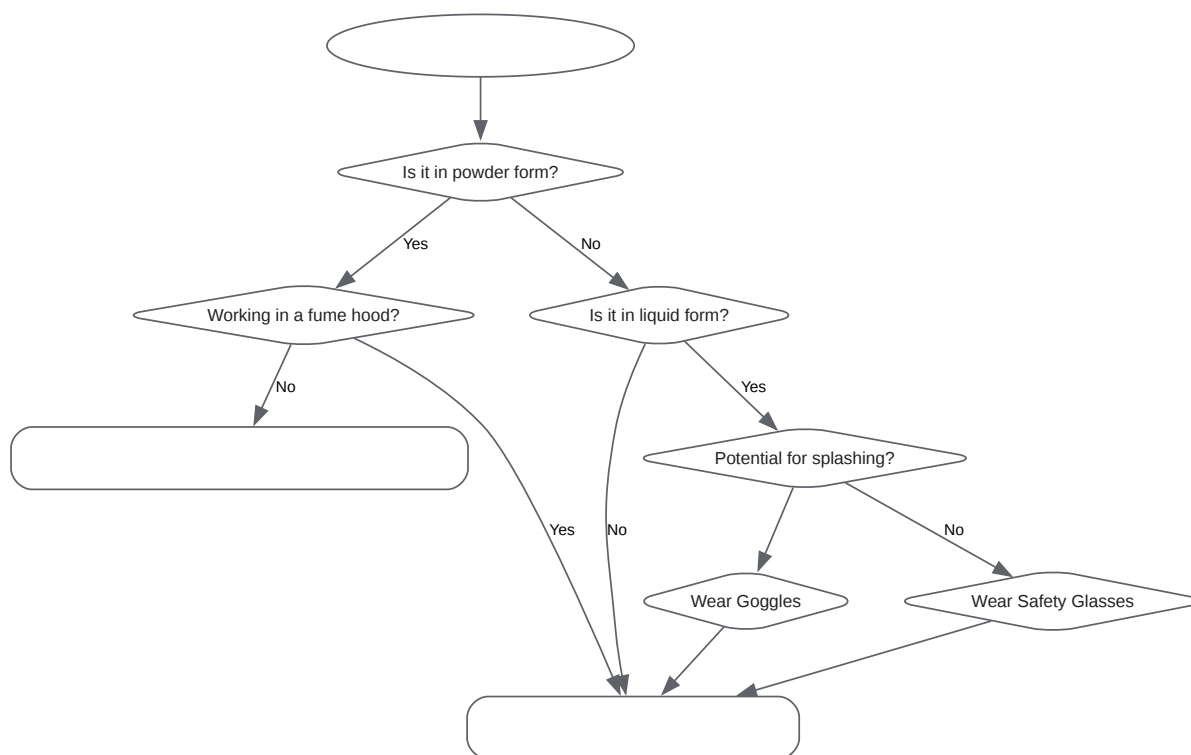 Is it in powder form?
Yes
No
Working in a fume hood?
Is it in liquid form?
No
Yes
Potential for splashing?
Yes
No
No
Wear Goggles
Wear Safety Glasses